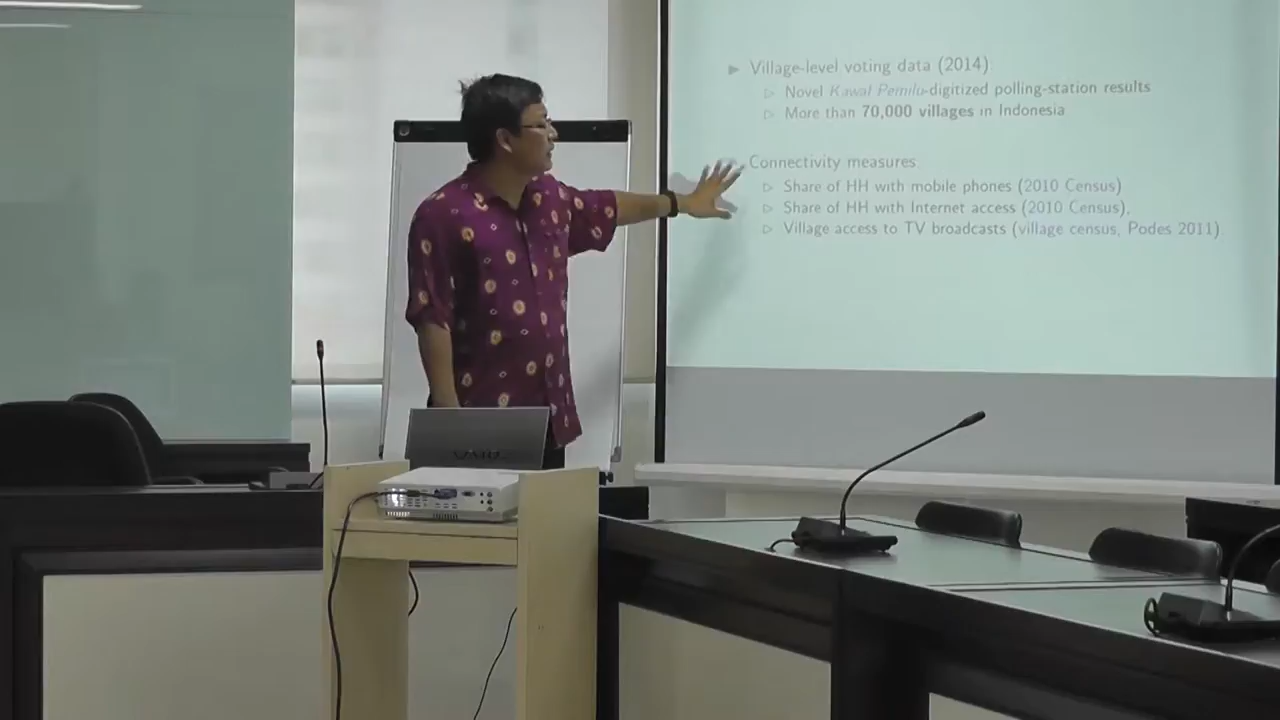 Village-level voting data (2014)
Novel Kawal Pemilu-digitized polling-station results
More than 70,000 villages in Indonesia
Connectivity measures
Share of HH with mobile phones (2010 Census)
Share of HH with Internet access (2010 Census),
Village access to TV broadcasts (village census, Podes 2011)
VAIO